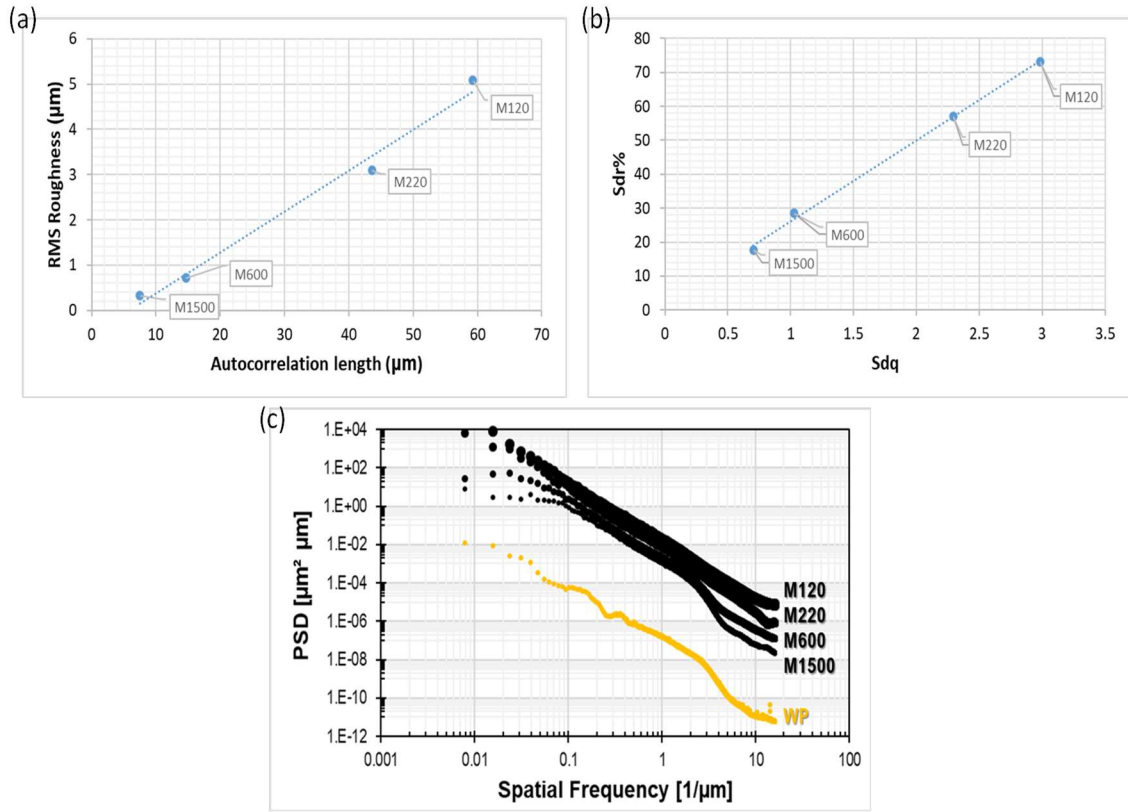 (a)
6
5
4
3
2
1
0
RMS Roughness (µm)
M120
M220
M600
M1500
0 10 20 30 40 50 60 70
Autocorrelation length (µm)
(b)
80
70
60
50
40
30
20
10
0
Sdr%
M120
M220
M600
M1500
0 0.5 1 1.5 2 2.5 3 3.5
Sdq
(c)
1.E+04
1.E+02
1.E+00
1.E-02
1.E-04
1.E-06
1.E-08
1.E-10
1.E-12
PSD [µm² µm]
M120
M220
M600
M1500
WP
0.001 0.01 0.1 1 10 100
Spatial Frequency [1/µm]